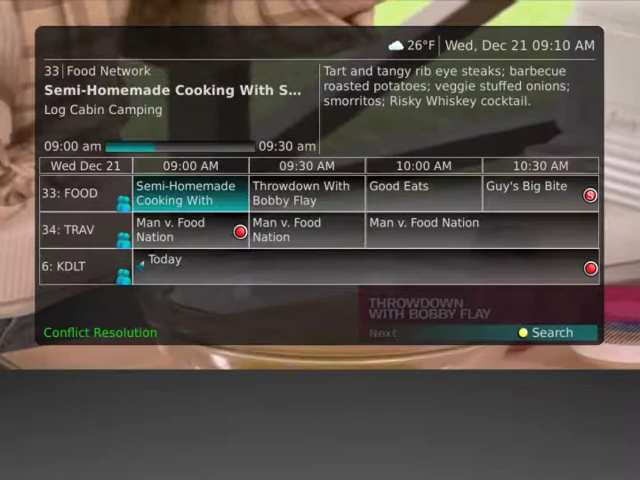 26°F Wed, Dec 21 09:10 AM
33 Food Network
Semi-Homemade Cooking With S...
Log Cabin Camping
Tart and tangy rib eye steaks; barbecue
roasted potatoes; veggie stuffed onions;
smorritos; Risky Whiskey cocktail.
09:00 am 09:30 am
Wed Dec 21 09:00 AM 09:30 AM 10:00 AM 10:30 AM
33: FOOD
Semi-Homemade
Cooking With
Throwdown With
Bobby Flay
Good Eats
Guy's Big Bite
S
34: TRAV
Man v. Food
Nation
Man v. Food
Nation
Man v. Food Nation
6: KDLT
Today
THROWDOWN
WITH BOBBY FLAY
Conflict Resolution
Next
Search